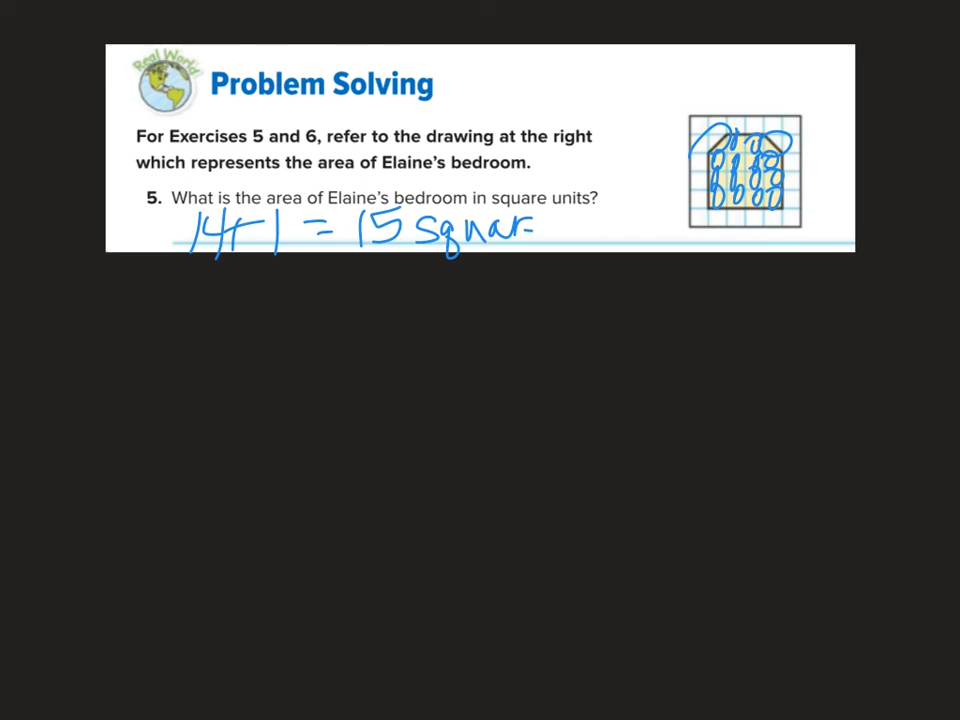 Real World
Problem Solving
For Exercises 5 and 6, refer to the drawing at the right
which represents the area of Elaine's bedroom.
5. What is the area of Elaine's bedroom in square units?
14+1 = 15 squar